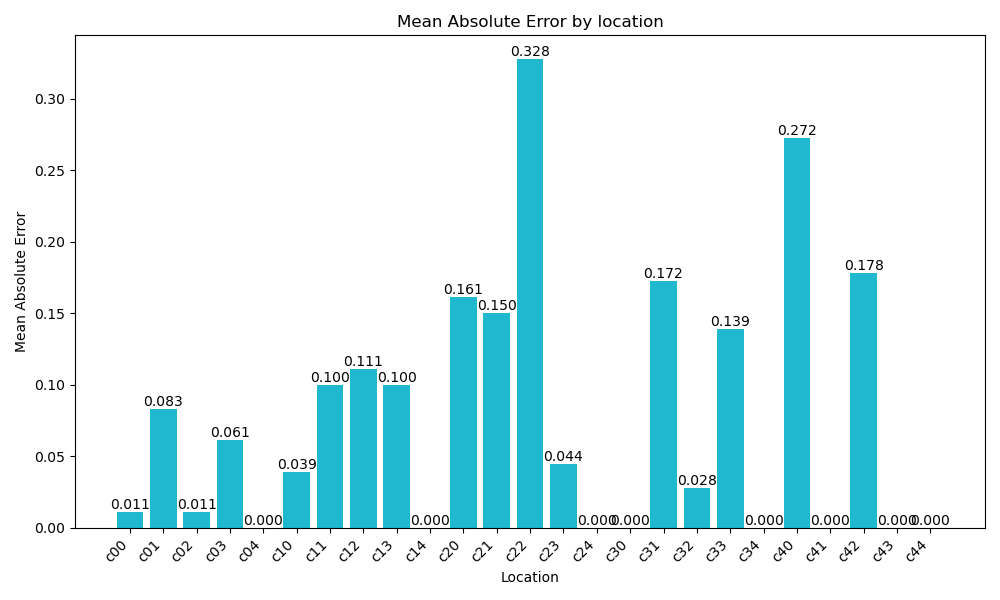 Mean Absolute Error by location
Mean Absolute Error
0.30
0.25
0.20
0.15
0.10
0.05
0.00
0.011
0.083
0.011
0.061
0.000
0.039
0.100
0.111
0.100
0.000
0.161
0.150
0.328
0.044
0.000
0.000
0.172
0.028
0.139
0.000
0.272
0.000
0.178
0.000
0.000
c00
c01
c02
c03
c04
c10
c11
c12
c13
c14
c20
c21
c22
c23
c24
c30
c31
c32
c33
c34
c40
c41
c42
c43
c44
Location